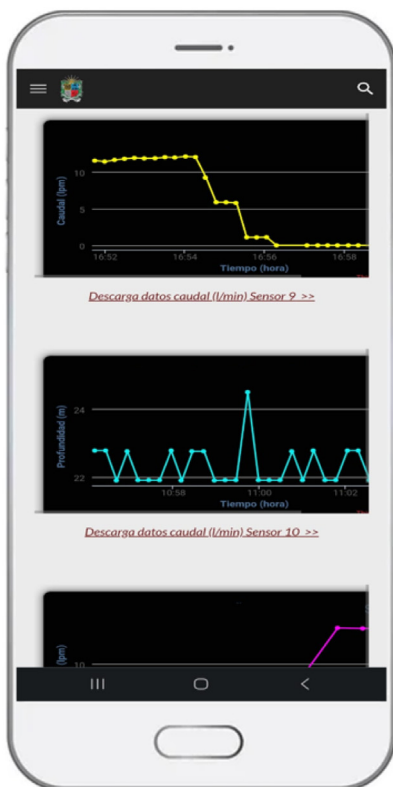 Caudal (lpm)
10
5
0
16:52 16:54 16:56 16:58
Tiempo (hora)
Descarga datos caudal (l/min) Sensor 9 >>
Profundidad (m)
24
22
10:58 11:00 11:02
Tiempo (hora)
Descarga datos caudal (l/min) Sensor 10 >>
(lpm)
10